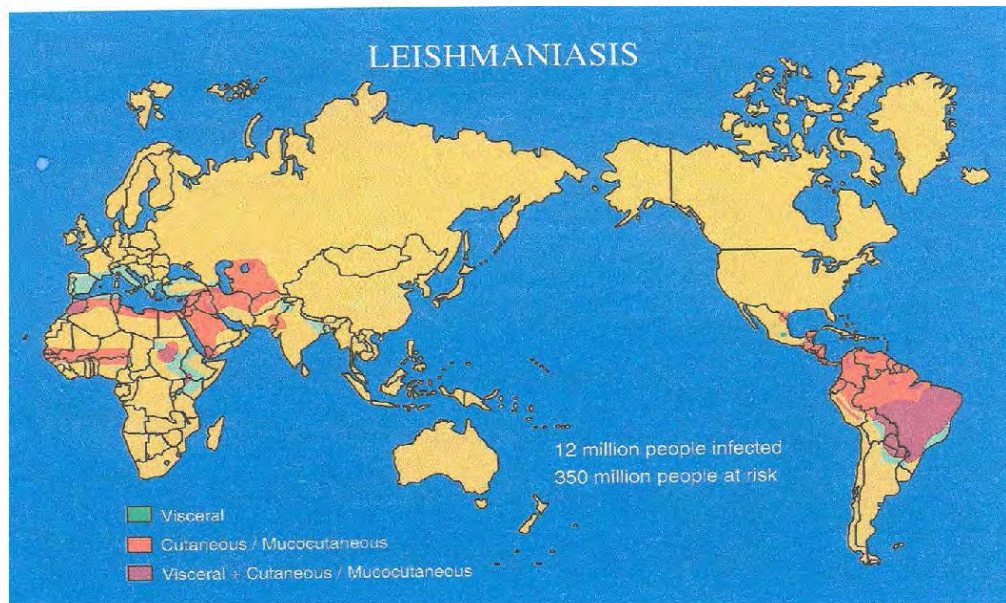 LEISHMANIASIS
12 million people infected
350 million people at risk
Visceral
Cutaneous / Mucocutaneous
Visceral + Cutaneous / Mucocutaneous